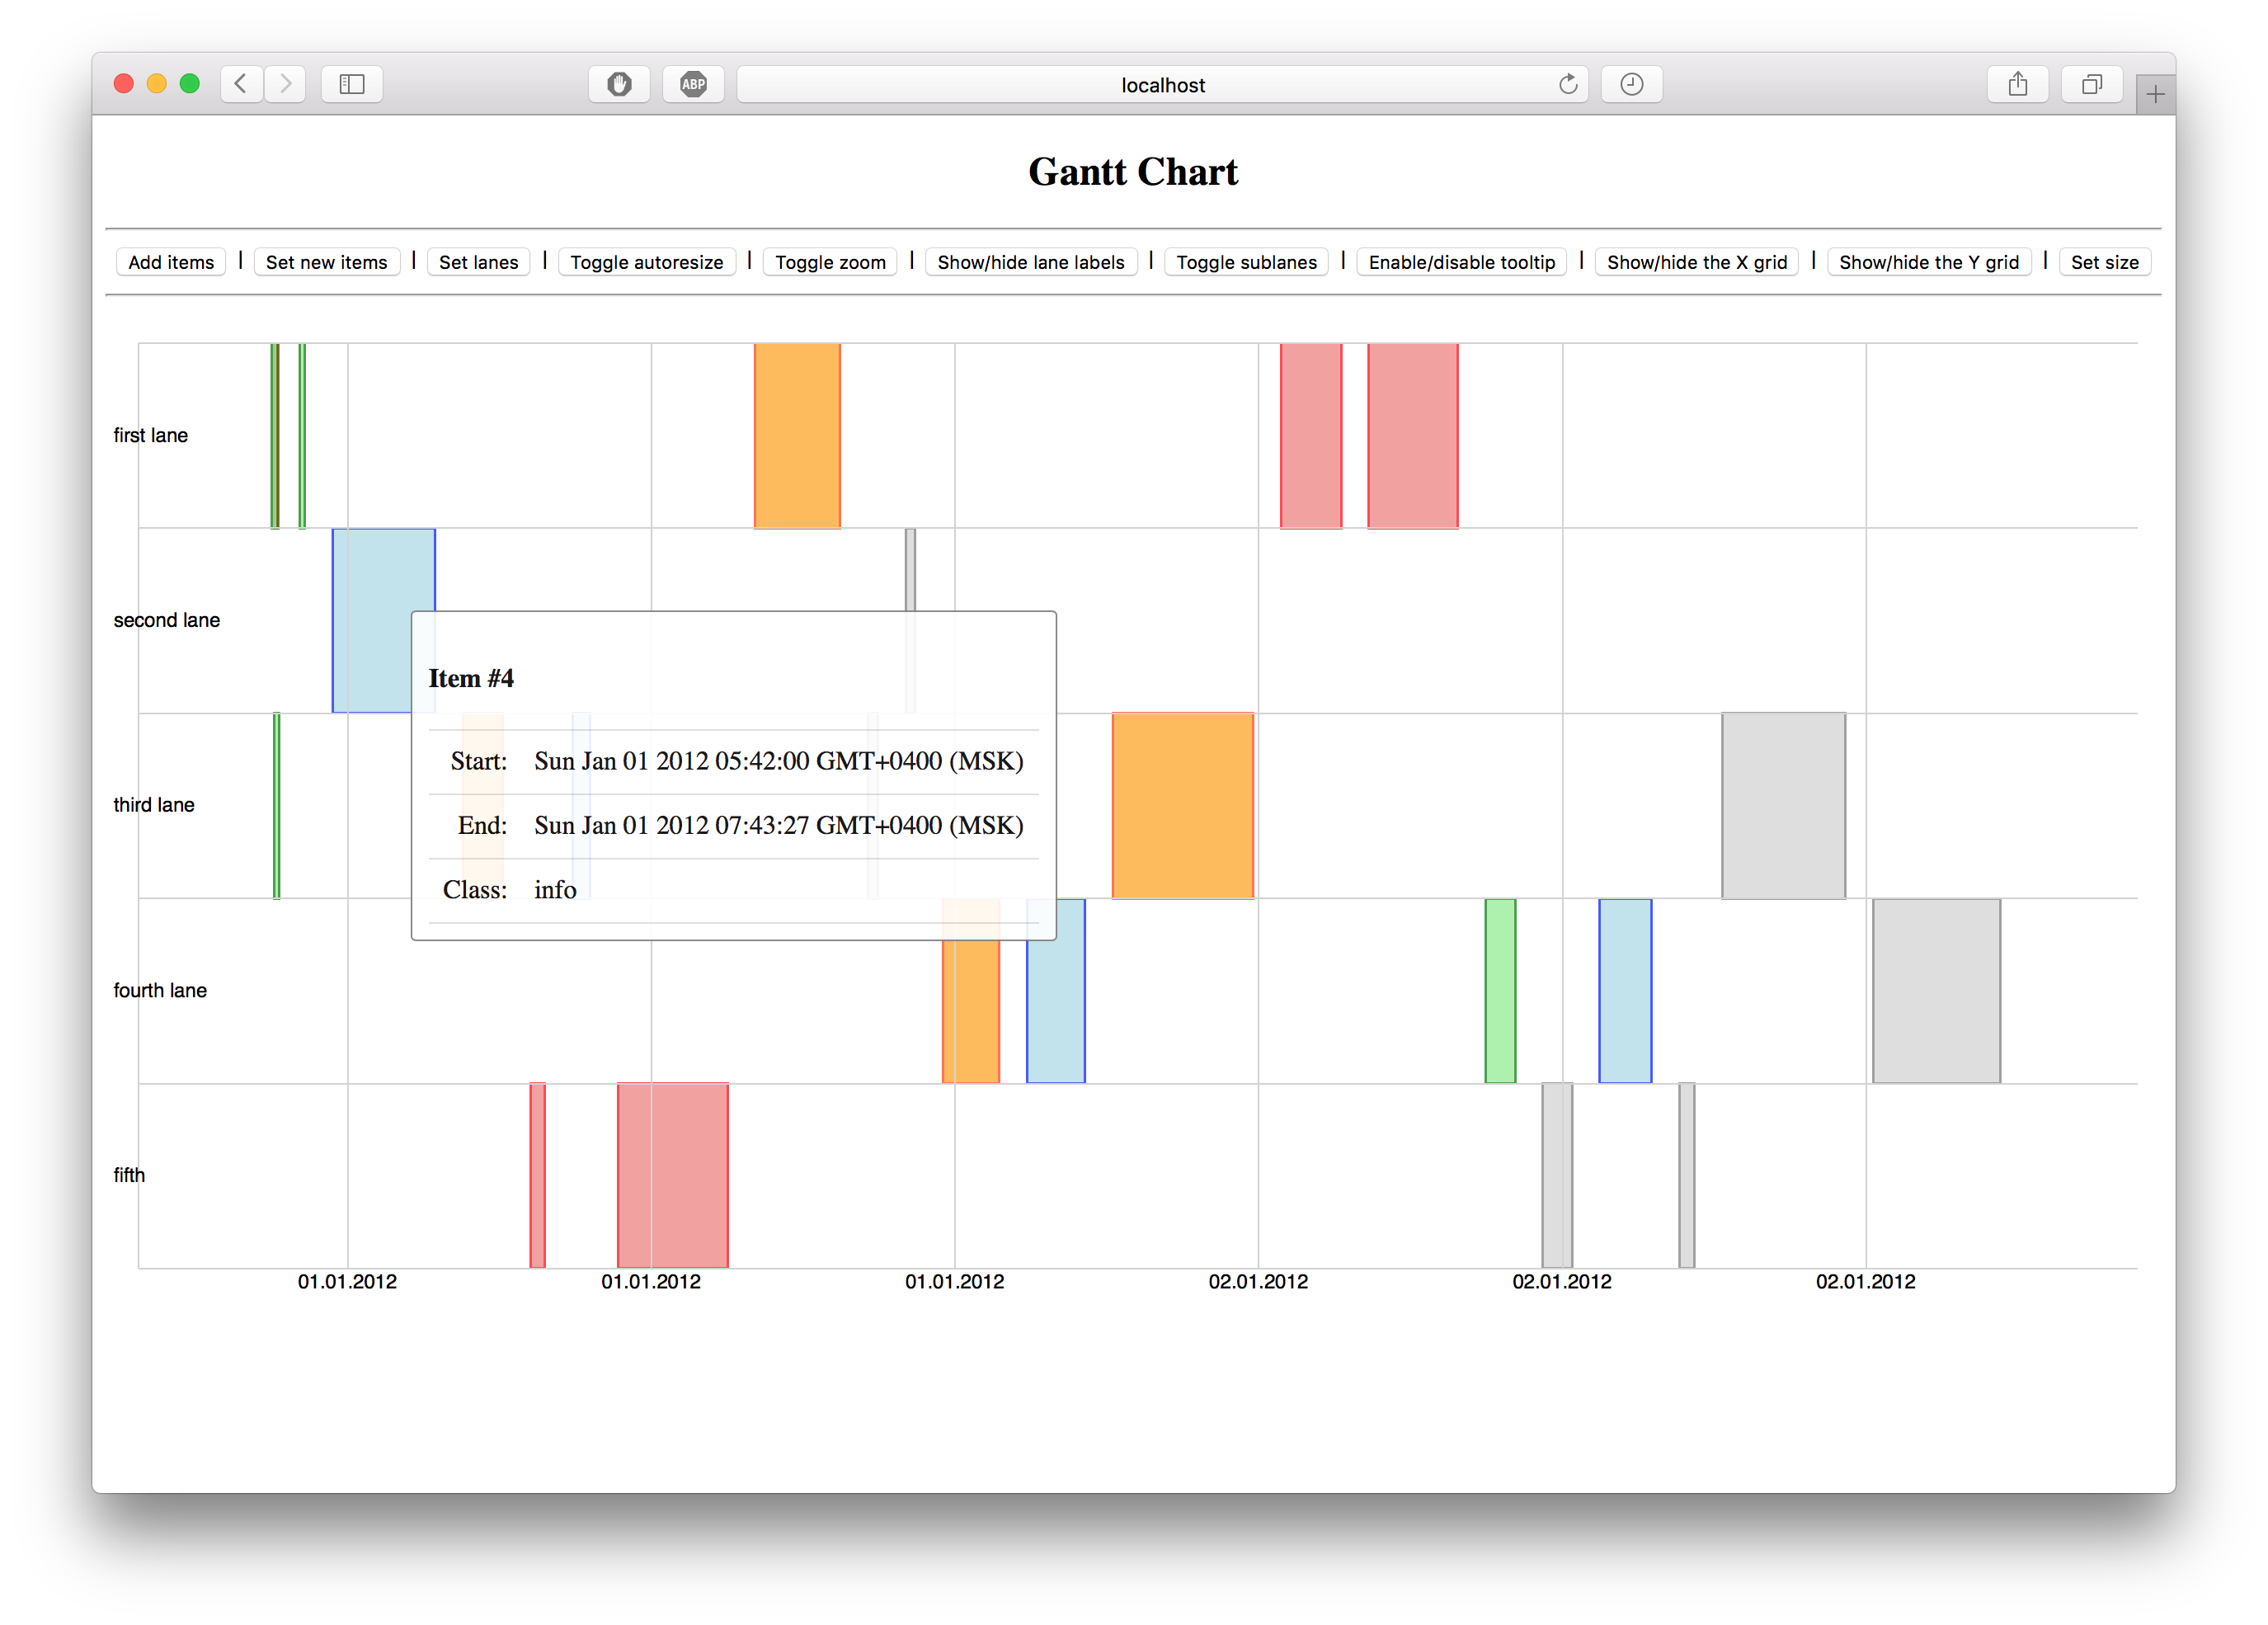 ABP
localhost
Gantt Chart
Add items | Set new items | Set lanes | Toggle autoresize | Toggle zoom | Show/hide lane labels | Toggle sublanes | Enable/disable tooltip | Show/hide the X grid | Show/hide the Y grid | Set size
first lane
second lane
Item #4
Start: Sun Jan 01 2012 05:42:00 GMT+0400 (MSK)
third lane
End: Sun Jan 01 2012 07:43:27 GMT+0400 (MSK)
Class: info
fourth lane
fifth
01.01.2012 01.01.2012 01.01.2012 02.01.2012 02.01.2012 02.01.2012